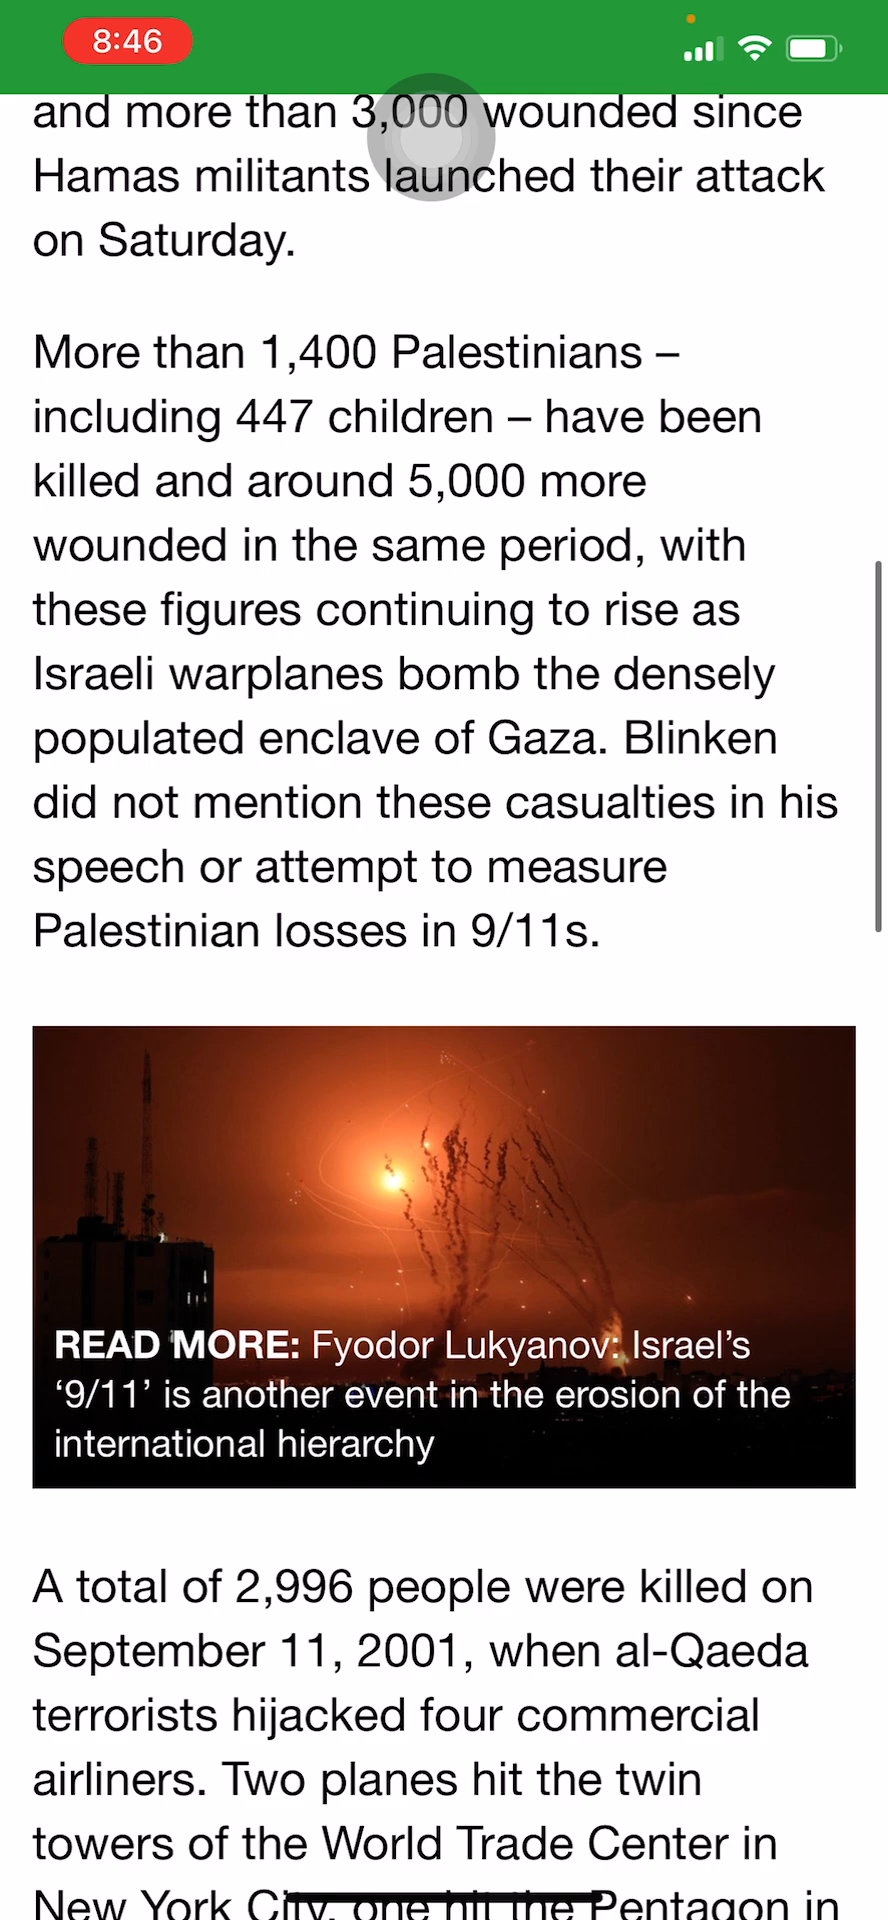 8:46
and more than 3,000 wounded since
Hamas militants launched their attack
on Saturday.
More than 1,400 Palestinians –
including 447 children – have been
killed and around 5,000 more
wounded in the same period, with
these figures continuing to rise as
Israeli warplanes bomb the densely
populated enclave of Gaza. Blinken
did not mention these casualties in his
speech or attempt to measure
Palestinian losses in 9/11s.
READ MORE: Fyodor Lukyanov: Israel’s
‘9/11’ is another event in the erosion of the
international hierarchy
A total of 2,996 people were killed on
September 11, 2001, when al-Qaeda
terrorists hijacked four commercial
airliners. Two planes hit the twin
towers of the World Trade Center in
New York City, one hit the Pentagon in